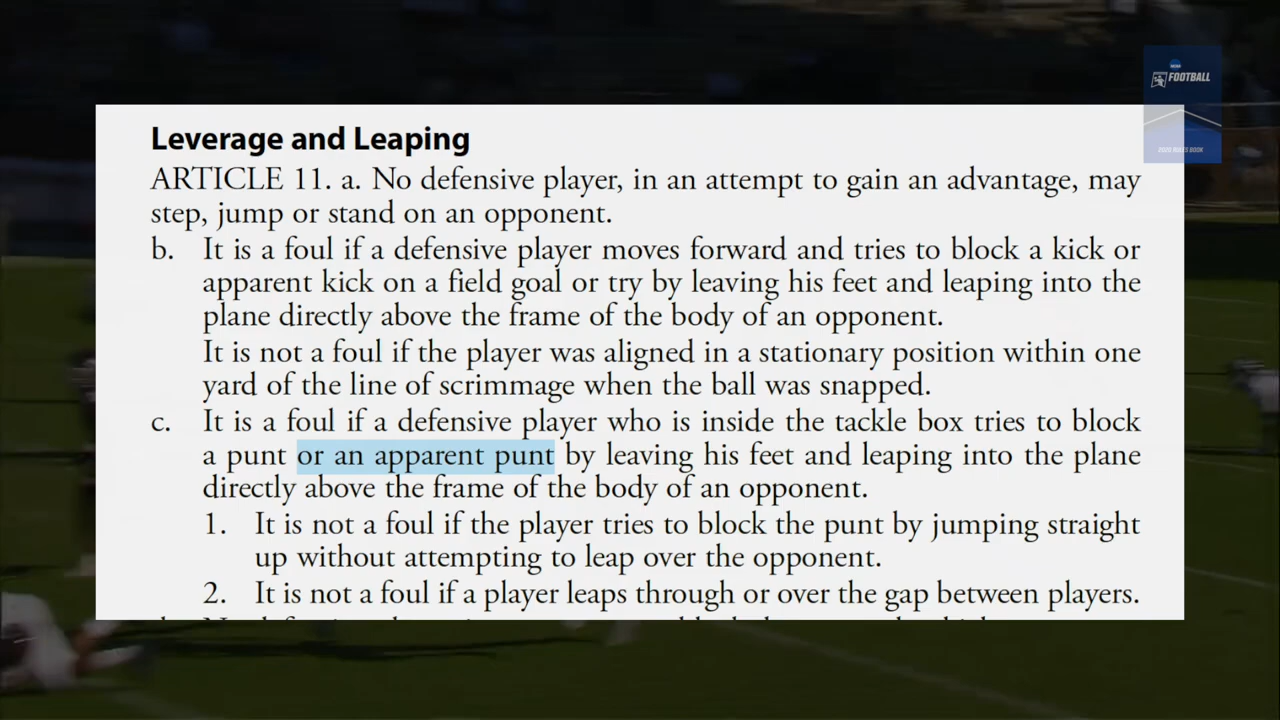 NCAA
FOOTBALL
Leverage and Leaping
ARTICLE 11. a. No defensive player, in an attempt to gain an advantage, may
step, jump or stand on an opponent.
b. It is a foul if a defensive player moves forward and tries to block a kick or
apparent kick on a field goal or try by leaving his feet and leaping into the
plane directly above the frame of the body of an opponent.
It is not a foul if the player was aligned in a stationary position within one
yard of the line of scrimmage when the ball was snapped.
c. It is a foul if a defensive player who is inside the tackle box tries to block
a punt or an apparent punt by leaving his feet and leaping into the plane
directly above the frame of the body of an opponent.
1. It is not a foul if the player tries to block the punt by jumping straight
up without attempting to leap over the opponent.
2. It is not a foul if a player leaps through or over the gap between players.